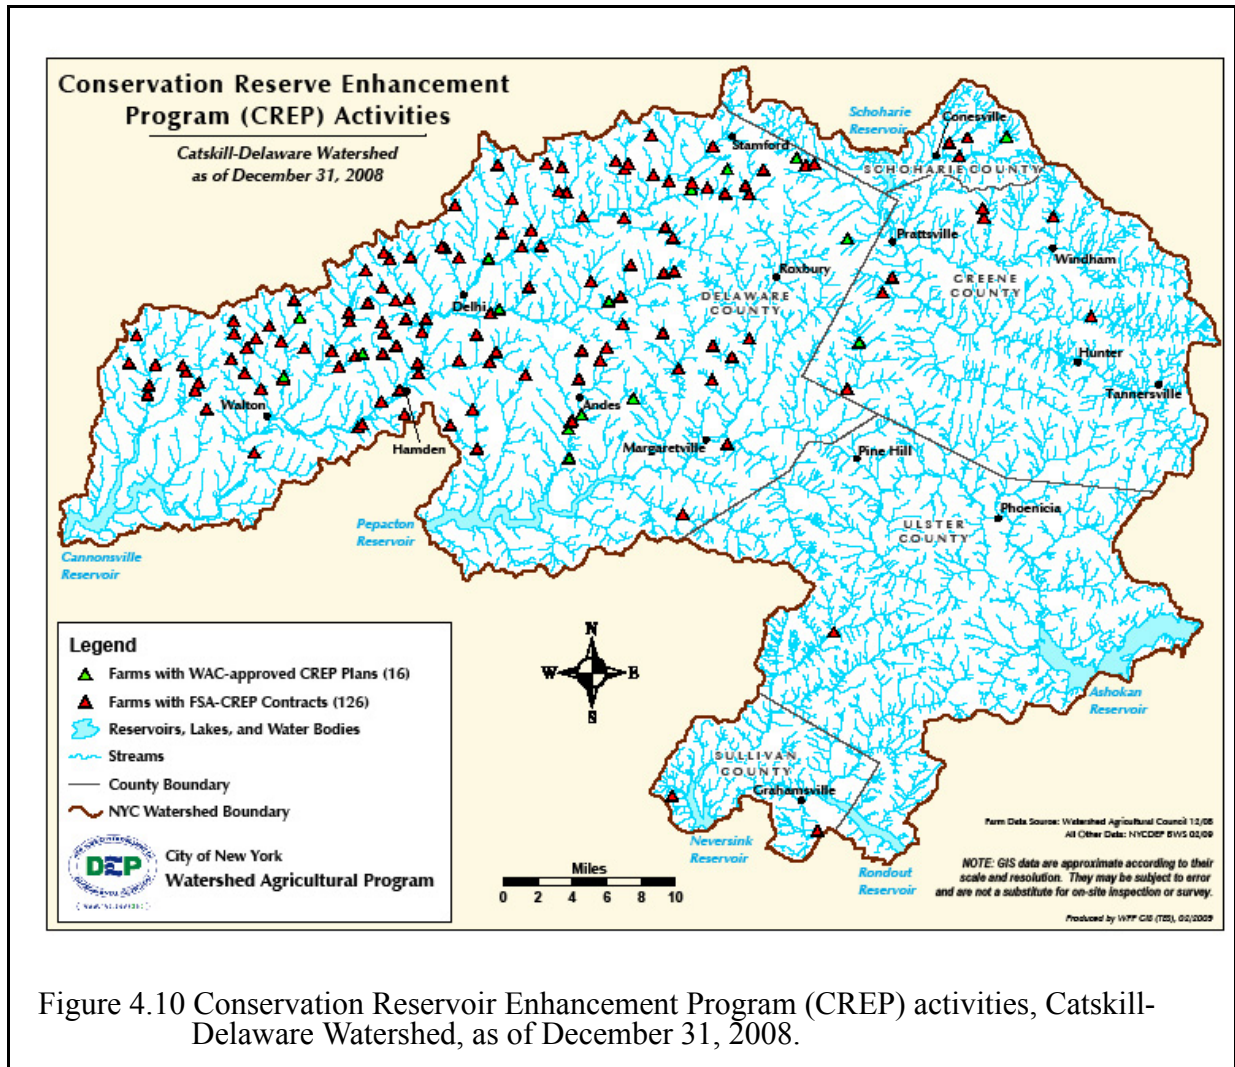 Conservation Reserve Enhancement
Program (CREP) Activities
Catskill-Delaware Watershed
as of December 31, 2008
Schoharie
Reservoir
Conesville
Stamford
SCHOHARIE COUNTY
Prattsville
Windham
Roxbury
GREENE
COUNTY
DELAWARE
COUNTY
Delhi
Hunter
Tannersville
Walton
Andes
Hamden
Margaretville
Pine Hill
Phoenicia
ULSTER
COUNTY
Pepacton
Reservoir
Cannonsville
Reservoir
Legend
Farms with WAC-approved CREP Plans (16)
Farms with FSA-CREP Contracts (126)
Reservoirs, Lakes, and Water Bodies
Streams
County Boundary
NYC Watershed Boundary
DEP
City of New York
Watershed Agricultural Program
N
W E
S
Ashokan
Reservoir
SULLIVAN
COUNTY
Grahamsville
Neversink
Reservoir
Rondout
Reservoir
Miles
0 2 4 6 8 10
Farm Data Source: Watershed Agricultural Council 12/08
All Other Data: NYCDEP BWS 02/09
NOTE: GIS data are approximate according to their
scale and resolution. They may be subject to error
and are not a substitute for on-site inspection or survey.
Produced by WPP GIS (TES), 02/2009
Figure 4.10 Conservation Reservoir Enhancement Program (CREP) activities, Catskill-
Delaware Watershed, as of December 31, 2008.